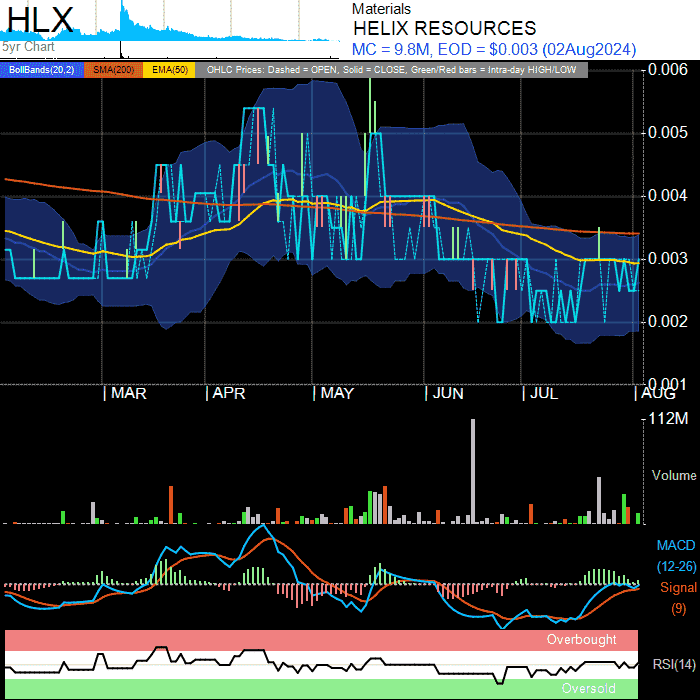 HLX
5yr Chart
Materials
HELIX RESOURCES
MC = 9.8M, EOD = $0.003 (02Aug2024)
BollBands(20,2) SMA(200) EMA(50) OHLC Prices: Dashed = OPEN, Solid = CLOSE, Green/Red bars = Intra-day HIGH/LOW
0.006
0.005
0.004
0.003
0.002
0.001
MAR APR MAY JUN JUL AUG
112M
Volume
MACD
(12-26)
Signal
(9)
Overbought
RSI(14)
Oversold